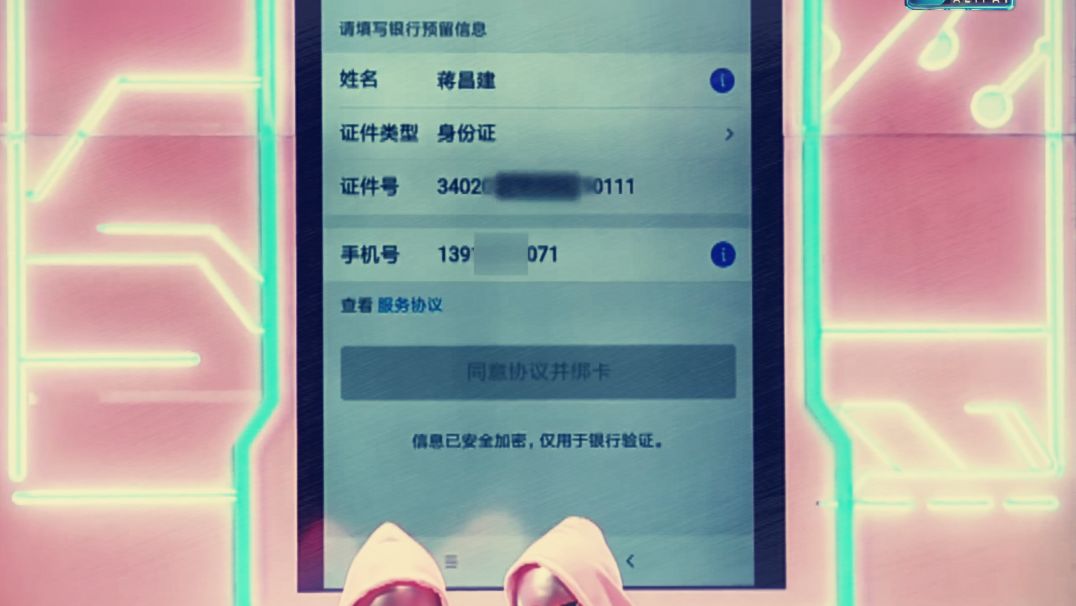 请填写银行预留信息
姓名 蒋昌建
证件类型 身份证
证件号 3402 0111
手机号 139 071
查看 服务协议
同意协议并绑卡
信息已安全加密，仅用于银行验证。